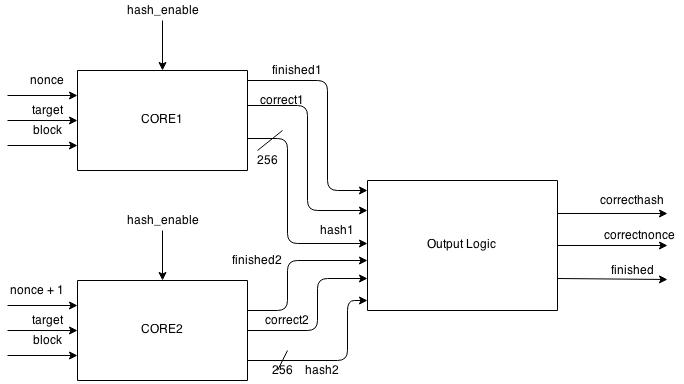 hash_enable
nonce
target
block
CORE1
finished1
correct1
256
hash1
hash_enable
nonce + 1
target
block
CORE2
finished2
correct2
256
hash2
Output Logic
correcthash
correctnonce
finished